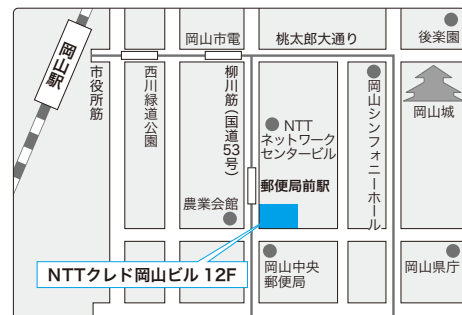 岡山駅
岡山市電
桃太郎大通り
後楽園
市役所筋
西川緑道公園
柳川筋(国道53号)
岡山シンフォニーホール
岡山城
NTT
ネットワーク
センタービル
郵便局前駅
農業会館
NTTクレド岡山ビル 12F
岡山中央
郵便局
岡山県庁